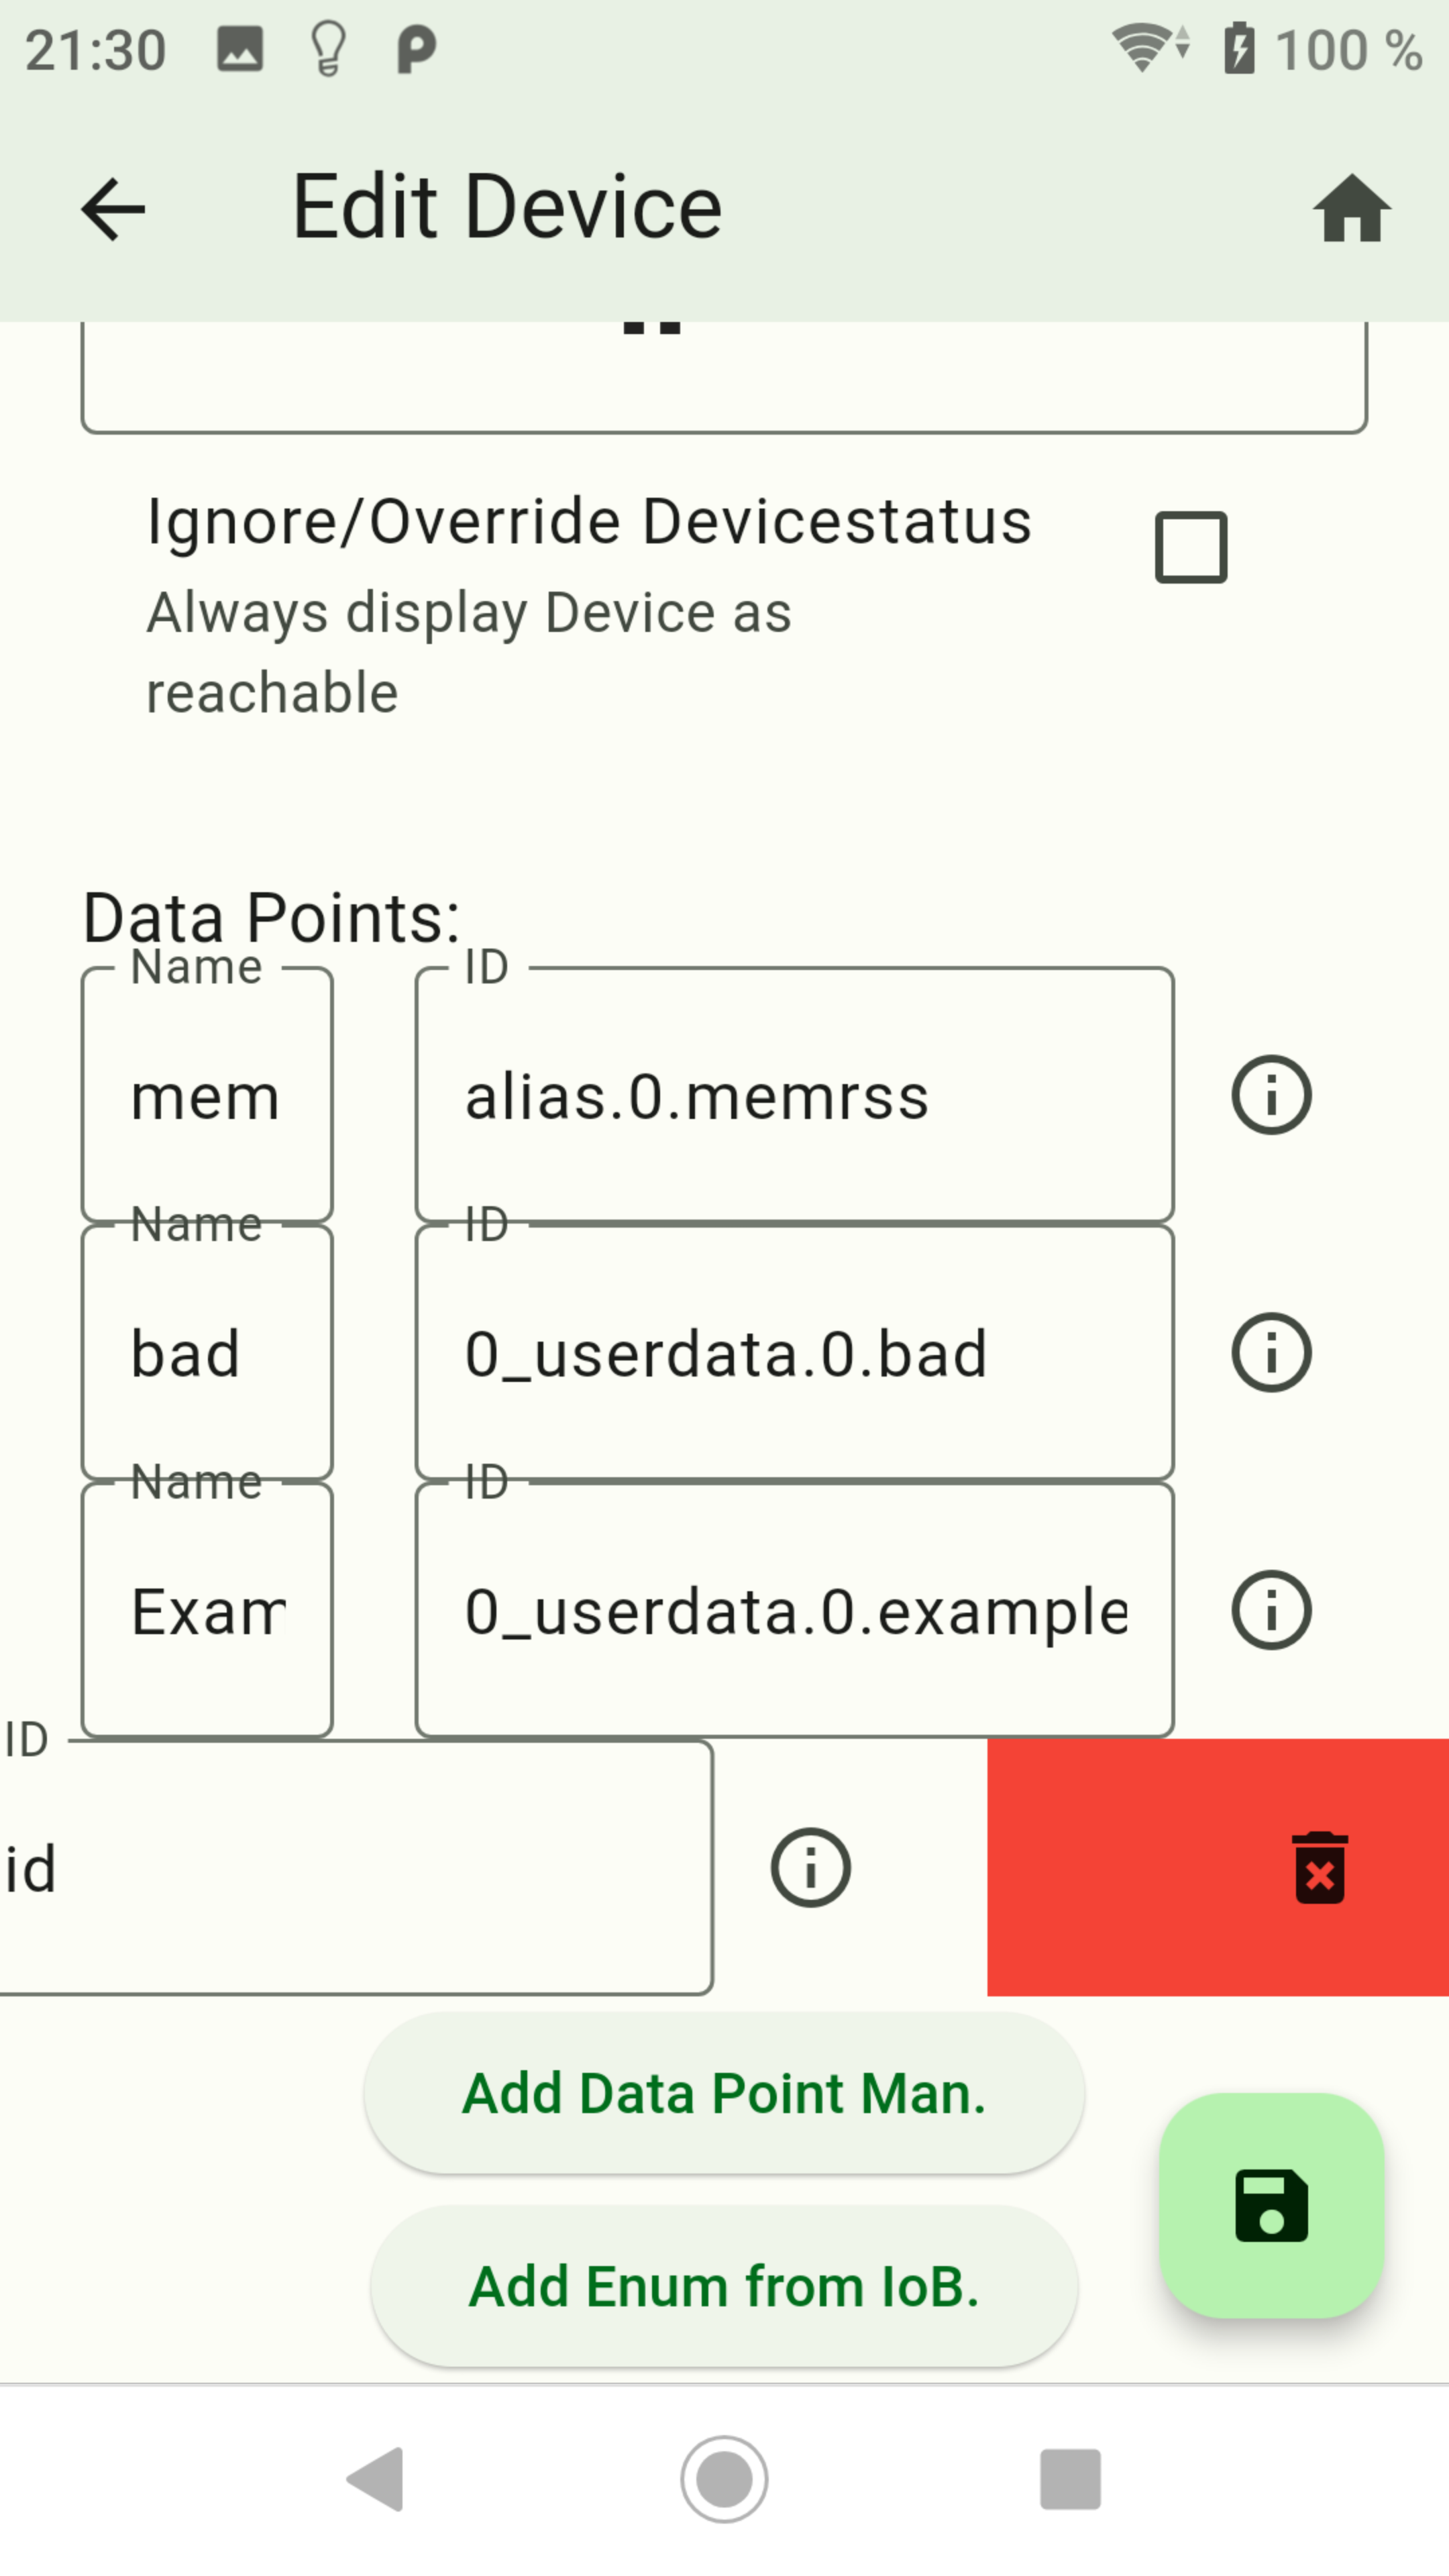 21:30 100 %
Edit Device
Ignore/Override Devicestatus
Always display Device as
reachable
Data Points:
Name ID
mem alias.0.memrss
Name ID
bad 0_userdata.0.bad
Name ID
Exam 0_userdata.0.example
ID
id
Add Data Point Man.
Add Enum from IoB.